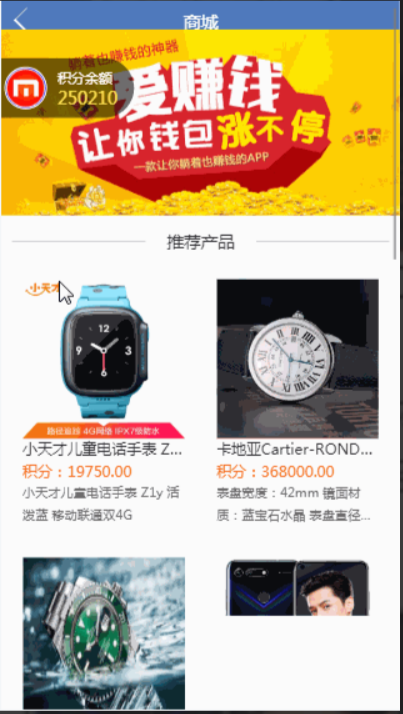 商城
躺着也赚钱的神器
爱赚钱
积分余额
250210
让你钱包涨不停
一款让你躺着也赚钱的APP
推荐产品
小天才
路径追踪 4G网络 IPX7级防水
小天才儿童电话手表 Z...
积分：19750.00
小天才儿童电话手表 Z1y 活
泼蓝 移动联通双4G
卡地亚Cartier-ROND...
积分：368000.00
表盘宽度：42mm 镜面材
质：蓝宝石水晶 表盘直径...